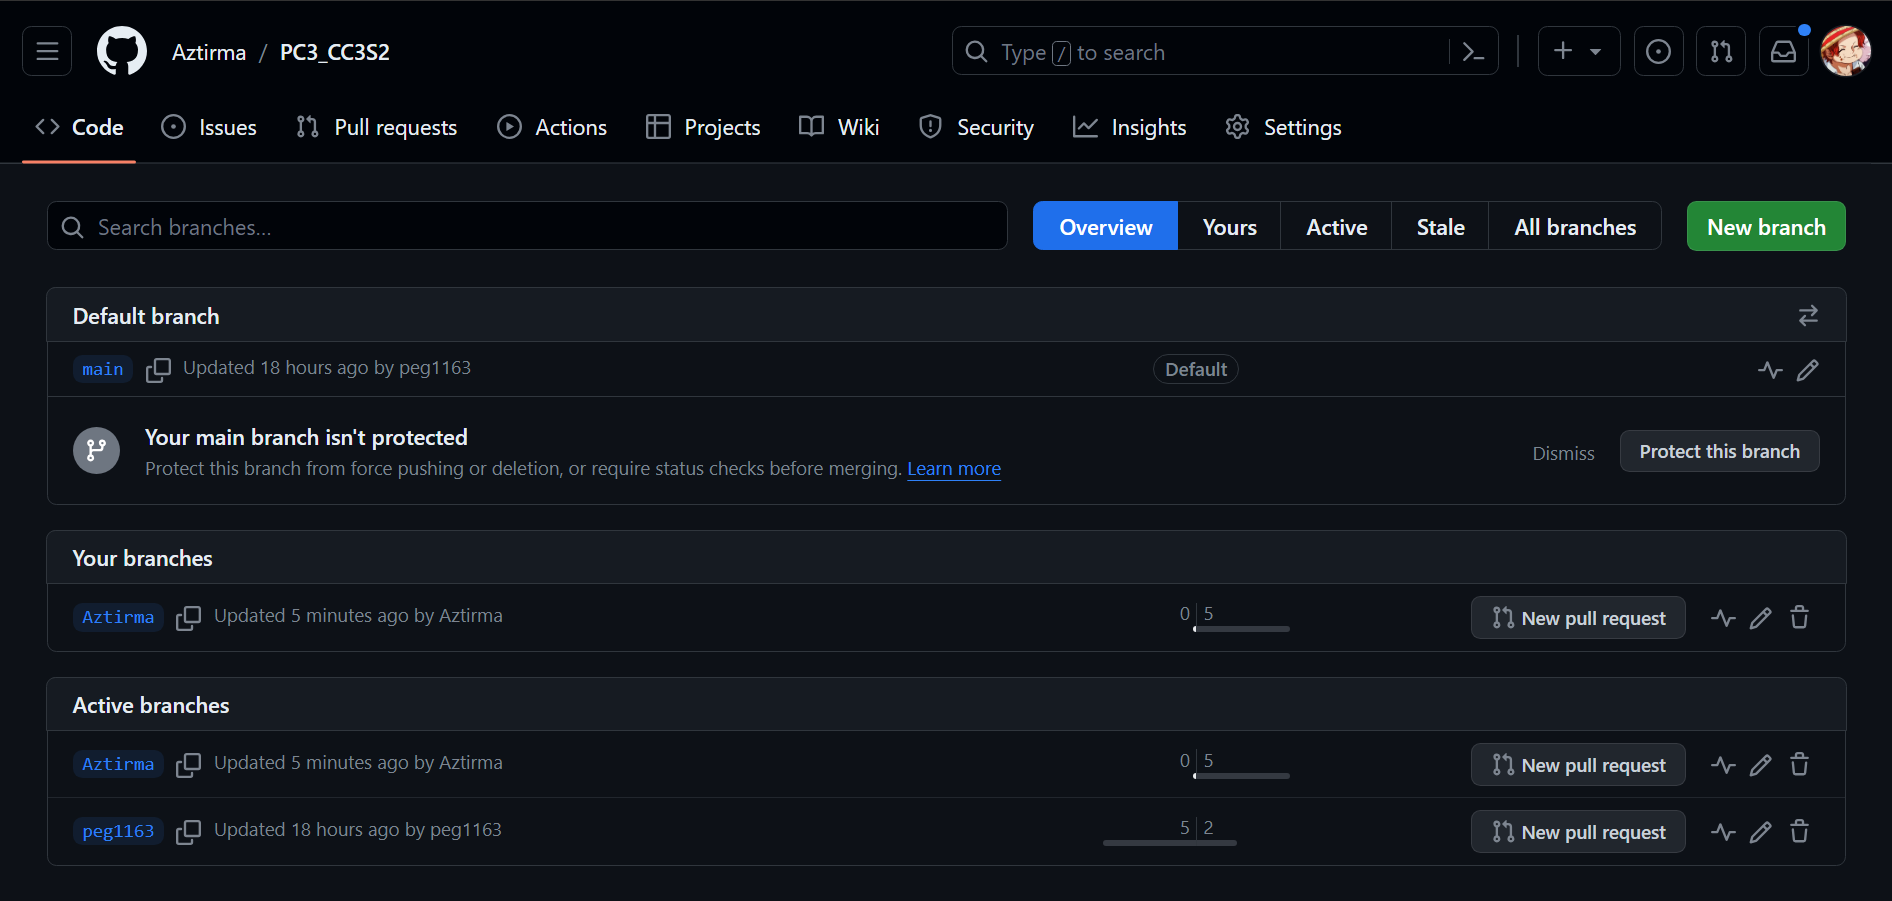 Aztirma / PC3_CC3S2
Type / to search
Code Issues Pull requests Actions Projects Wiki Security Insights Settings
Search branches...
Overview Yours Active Stale All branches
New branch
Default branch
main Updated 18 hours ago by peg1163 Default
Your main branch isn't protected
Protect this branch from force pushing or deletion, or require status checks before merging. Learn more
Dismiss Protect this branch
Your branches
Aztirma Updated 5 minutes ago by Aztirma 0 5 New pull request
Active branches
Aztirma Updated 5 minutes ago by Aztirma 0 5 New pull request
peg1163 Updated 18 hours ago by peg1163 5 2 New pull request